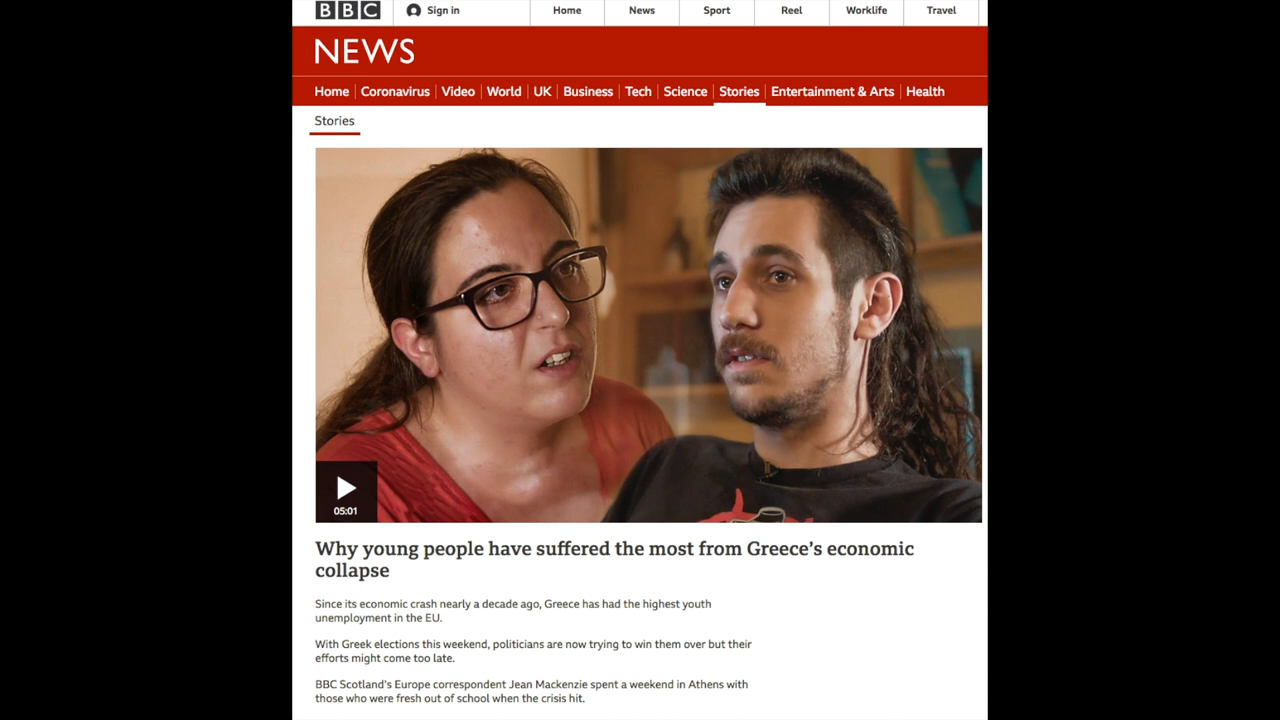 BBC Sign in Home News Sport Reel Worklife Travel
NEWS
Home Coronavirus Video World UK Business Tech Science Stories Entertainment & Arts Health
Stories
05:01
Why young people have suffered the most from Greece’s economic
collapse
Since its economic crash nearly a decade ago, Greece has had the highest youth
unemployment in the EU.
With Greek elections this weekend, politicians are now trying to win them over but their
efforts might come too late.
BBC Scotland’s Europe correspondent Jean Mackenzie spent a weekend in Athens with
those who were fresh out of school when the crisis hit.